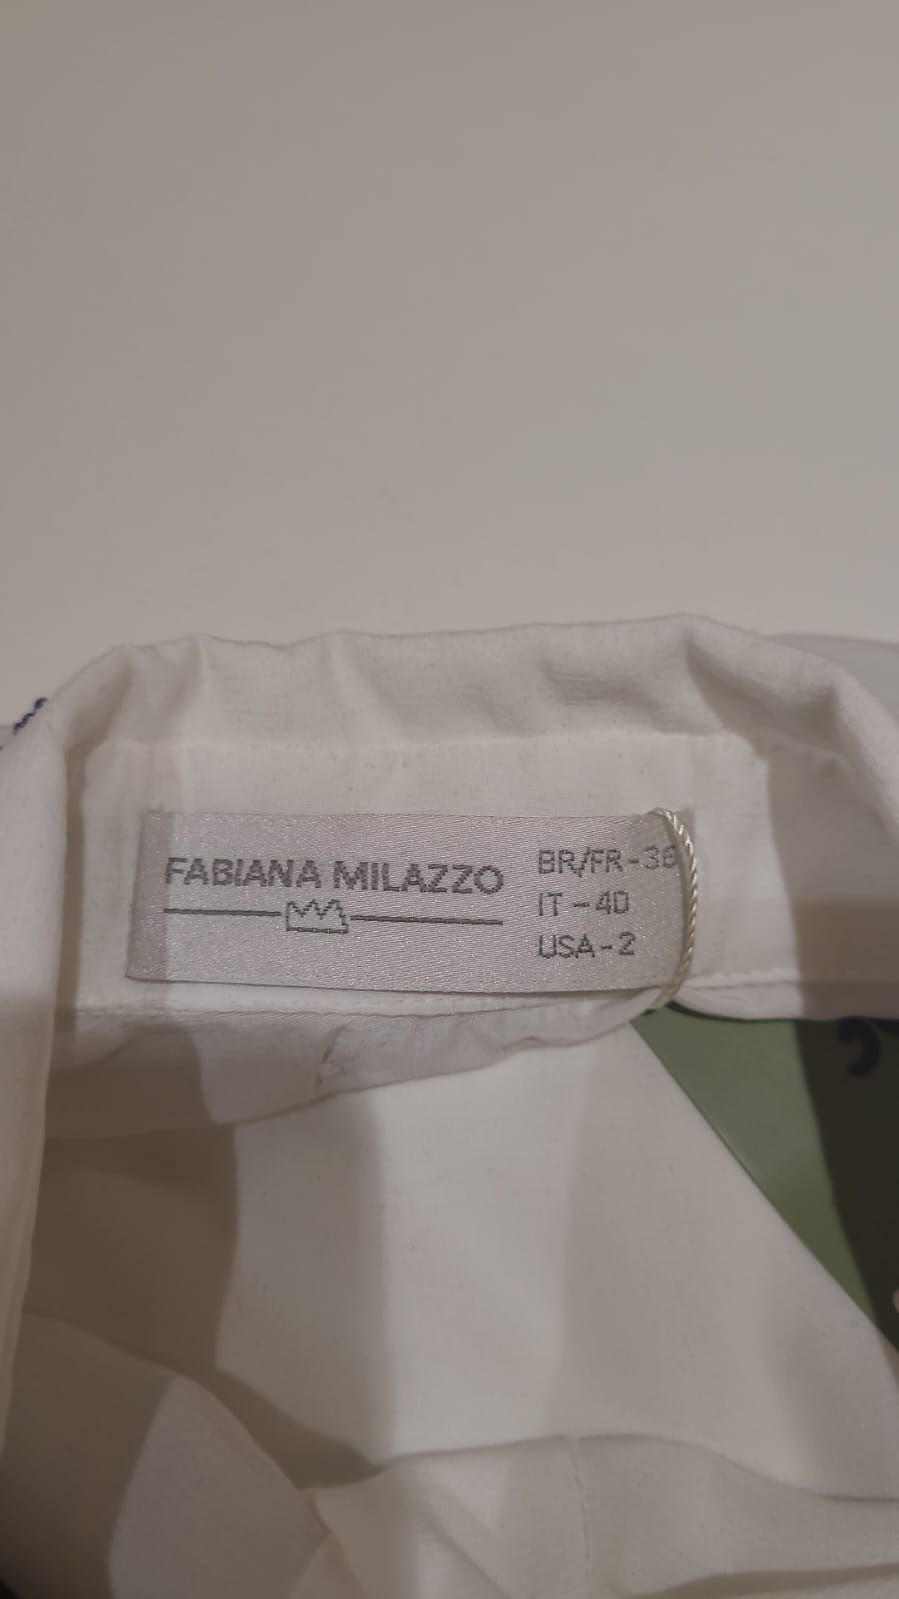 FABIANA MILAZZO
BR/FR - 36
IT - 40
USA - 2